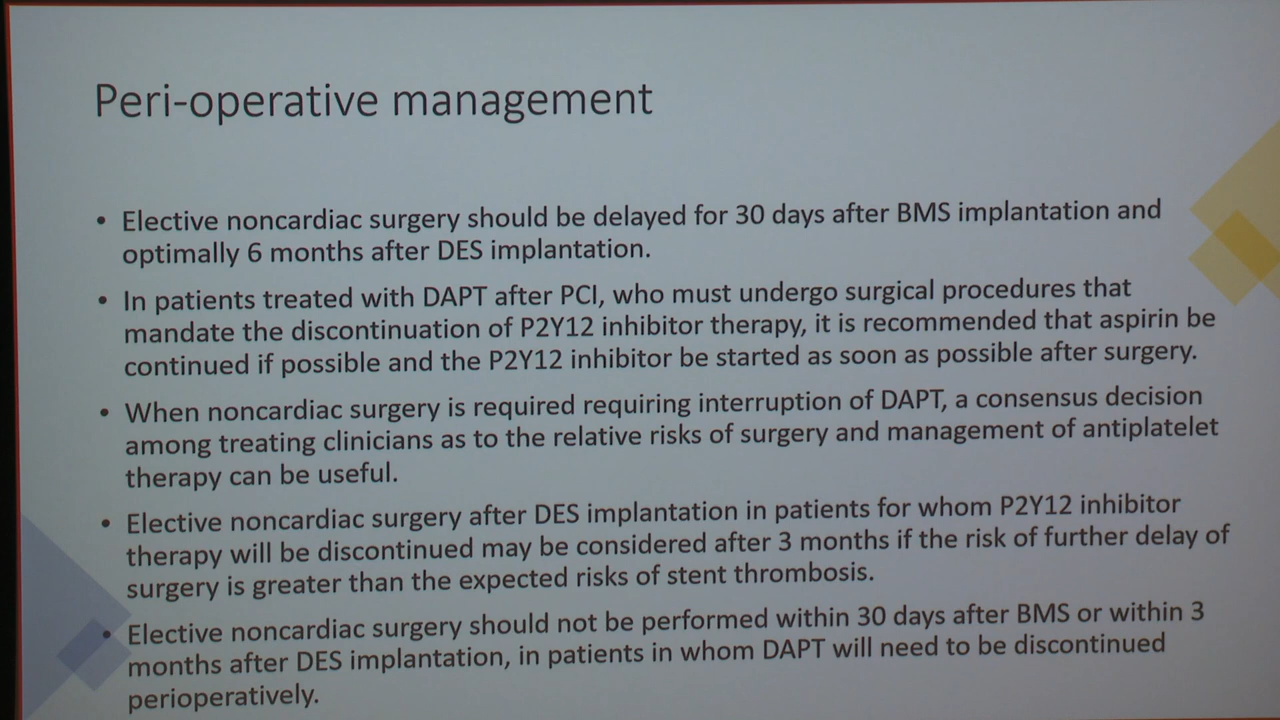 Peri-operative management
• Elective noncardiac surgery should be delayed for 30 days after BMS implantation and
optimally 6 months after DES implantation.
• In patients treated with DAPT after PCI, who must undergo surgical procedures that
mandate the discontinuation of P2Y12 inhibitor therapy, it is recommended that aspirin be
continued if possible and the P2Y12 inhibitor be started as soon as possible after surgery.
• When noncardiac surgery is required requiring interruption of DAPT, a consensus decision
among treating clinicians as to the relative risks of surgery and management of antiplatelet
therapy can be useful.
• Elective noncardiac surgery after DES implantation in patients for whom P2Y12 inhibitor
therapy will be discontinued may be considered after 3 months if the risk of further delay of
surgery is greater than the expected risks of stent thrombosis.
• Elective noncardiac surgery should not be performed within 30 days after BMS or within 3
months after DES implantation, in patients in whom DAPT will need to be discontinued
perioperatively.